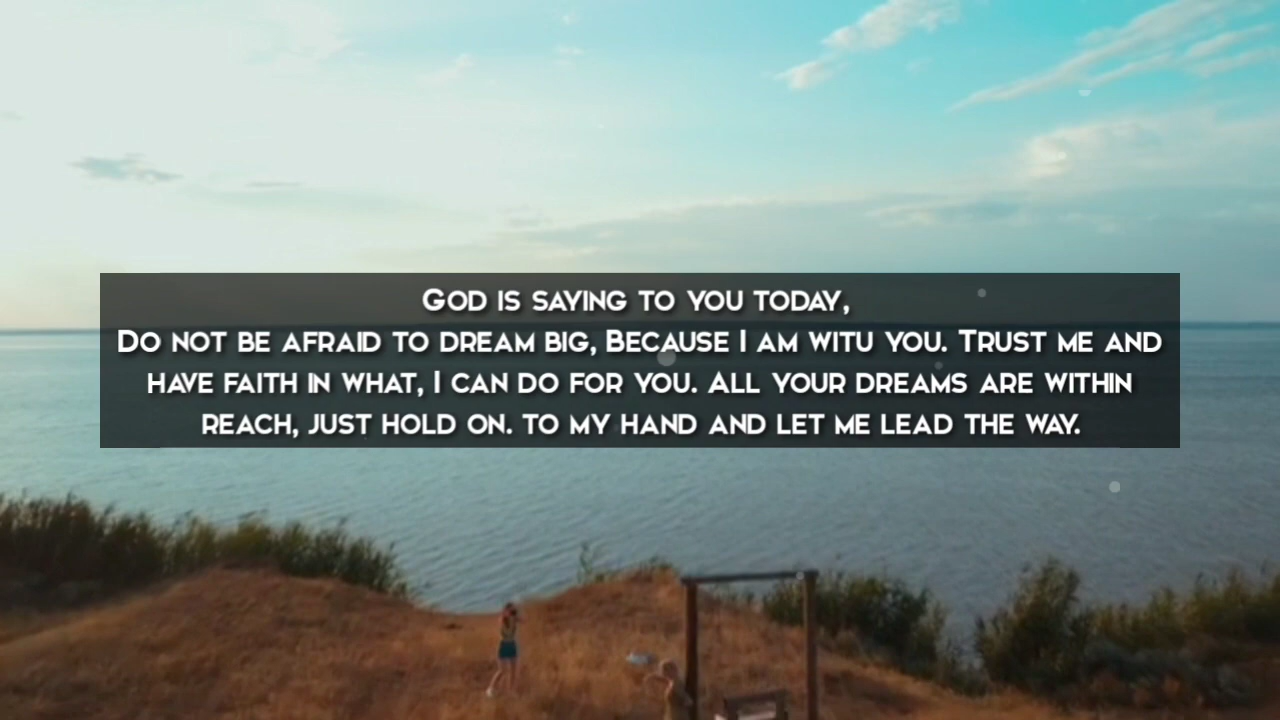 God is saying to you today,
Do not be afraid to dream big, Because I am witu you. Trust me and
have faith in what, I can do for you. All your dreams are within
reach, just hold on. to my hand and let me lead the way.